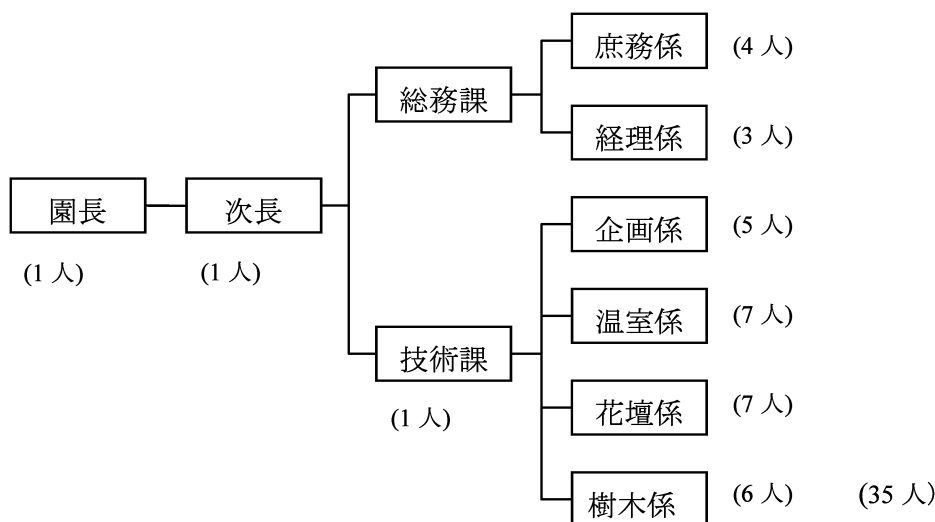 庶務係 (4 人)
総務課
経理係 (3 人)
園長 次長
(1 人) (1 人)
企画係 (5 人)
温室係 (7 人)
技術課
(1 人)
花壇係 (7 人)
樹木係 (6 人) (35 人)